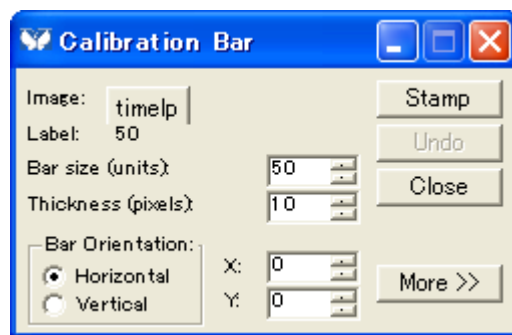 Calibration Bar
Image: timelp
Label: 50
Bar size (units): 50
Thickness (pixels): 10
Bar Orientation:
Horizontal
Vertical
X: 0
Y: 0
Stamp
Undo
Close
More >>